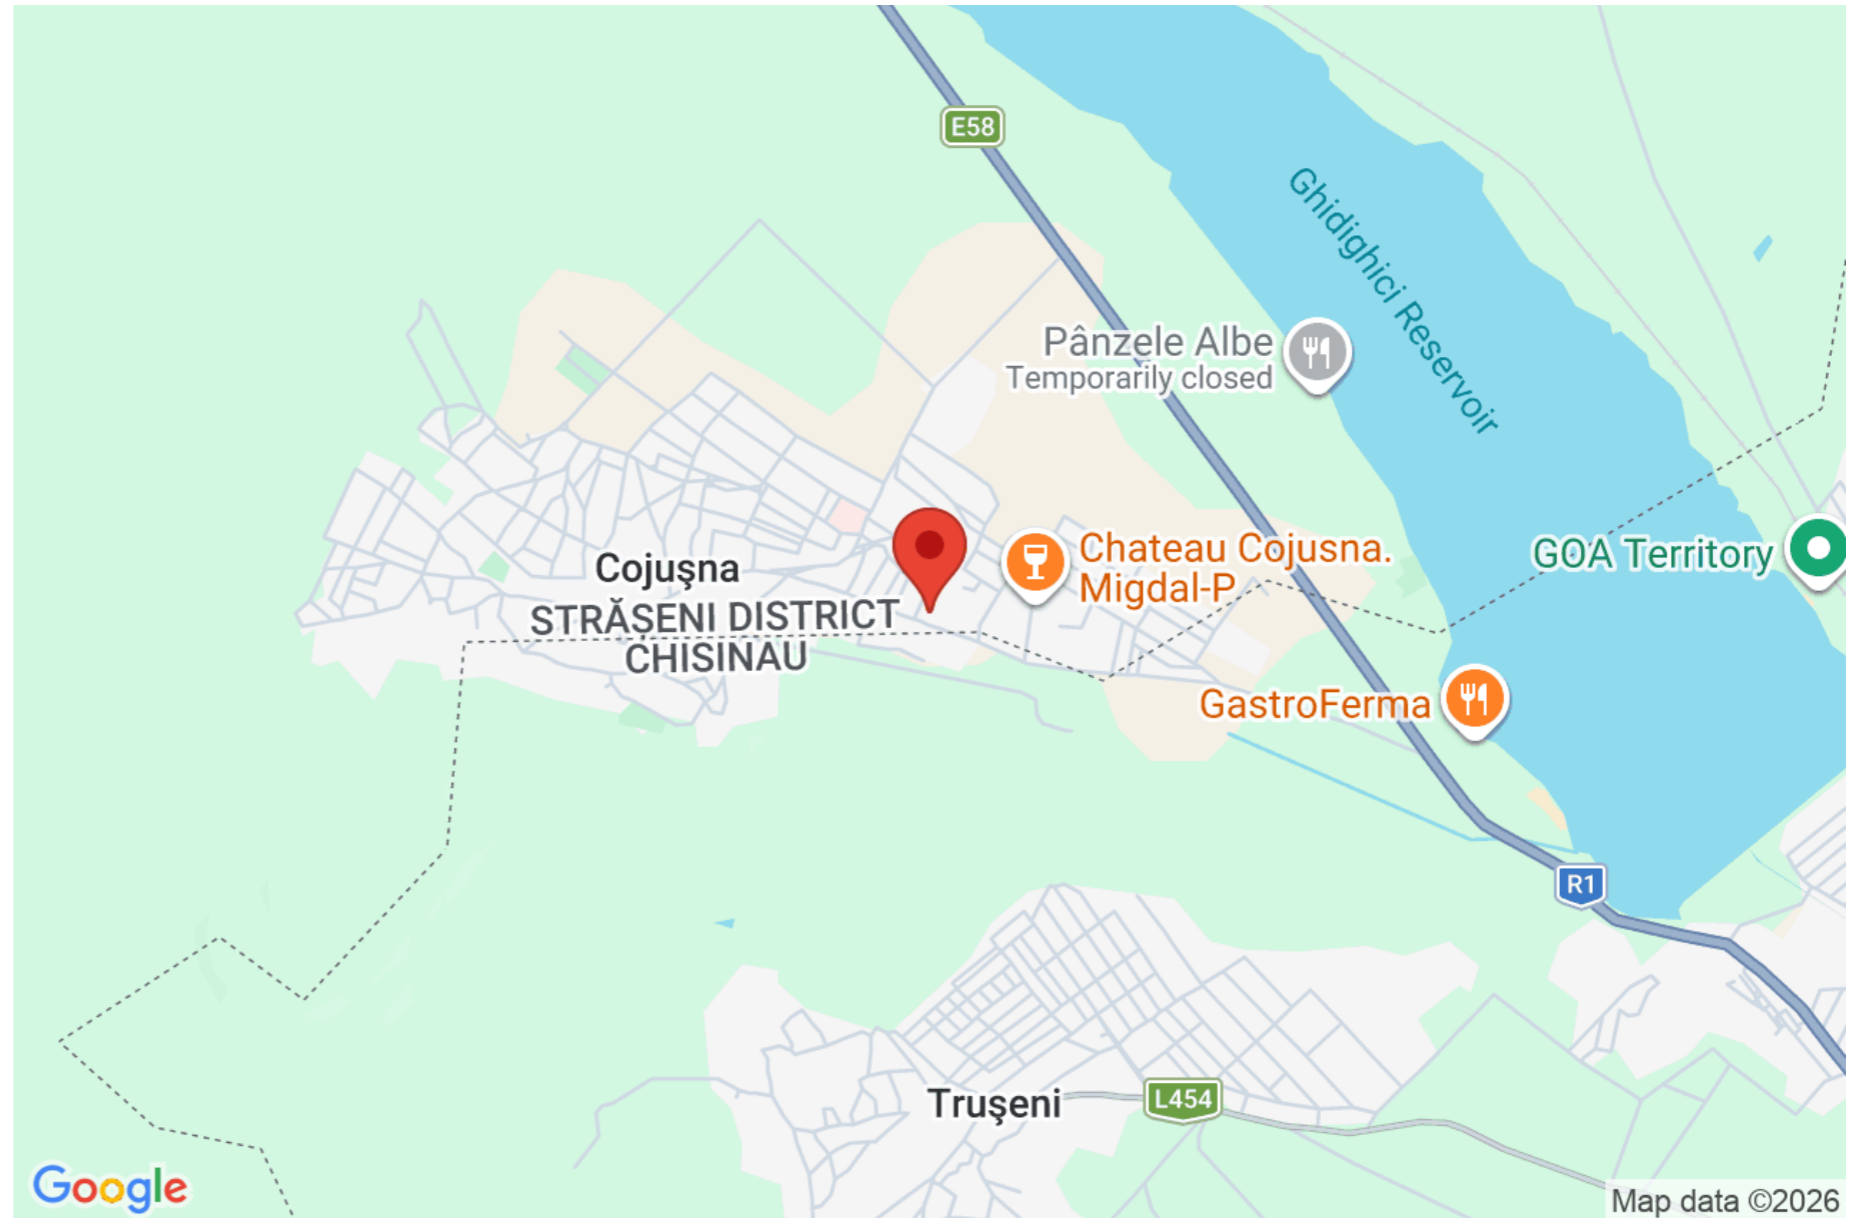 E58
Ghidighici Reservoir
Pânzele Albe
Temporarily closed
Chateau Cojusna.
Migdal-P
GOA Territory
Cojuşna
STRĂȘENI DISTRICT
CHISINAU
GastroFerma
R1
Truşeni
L454
Google
Map data ©2026